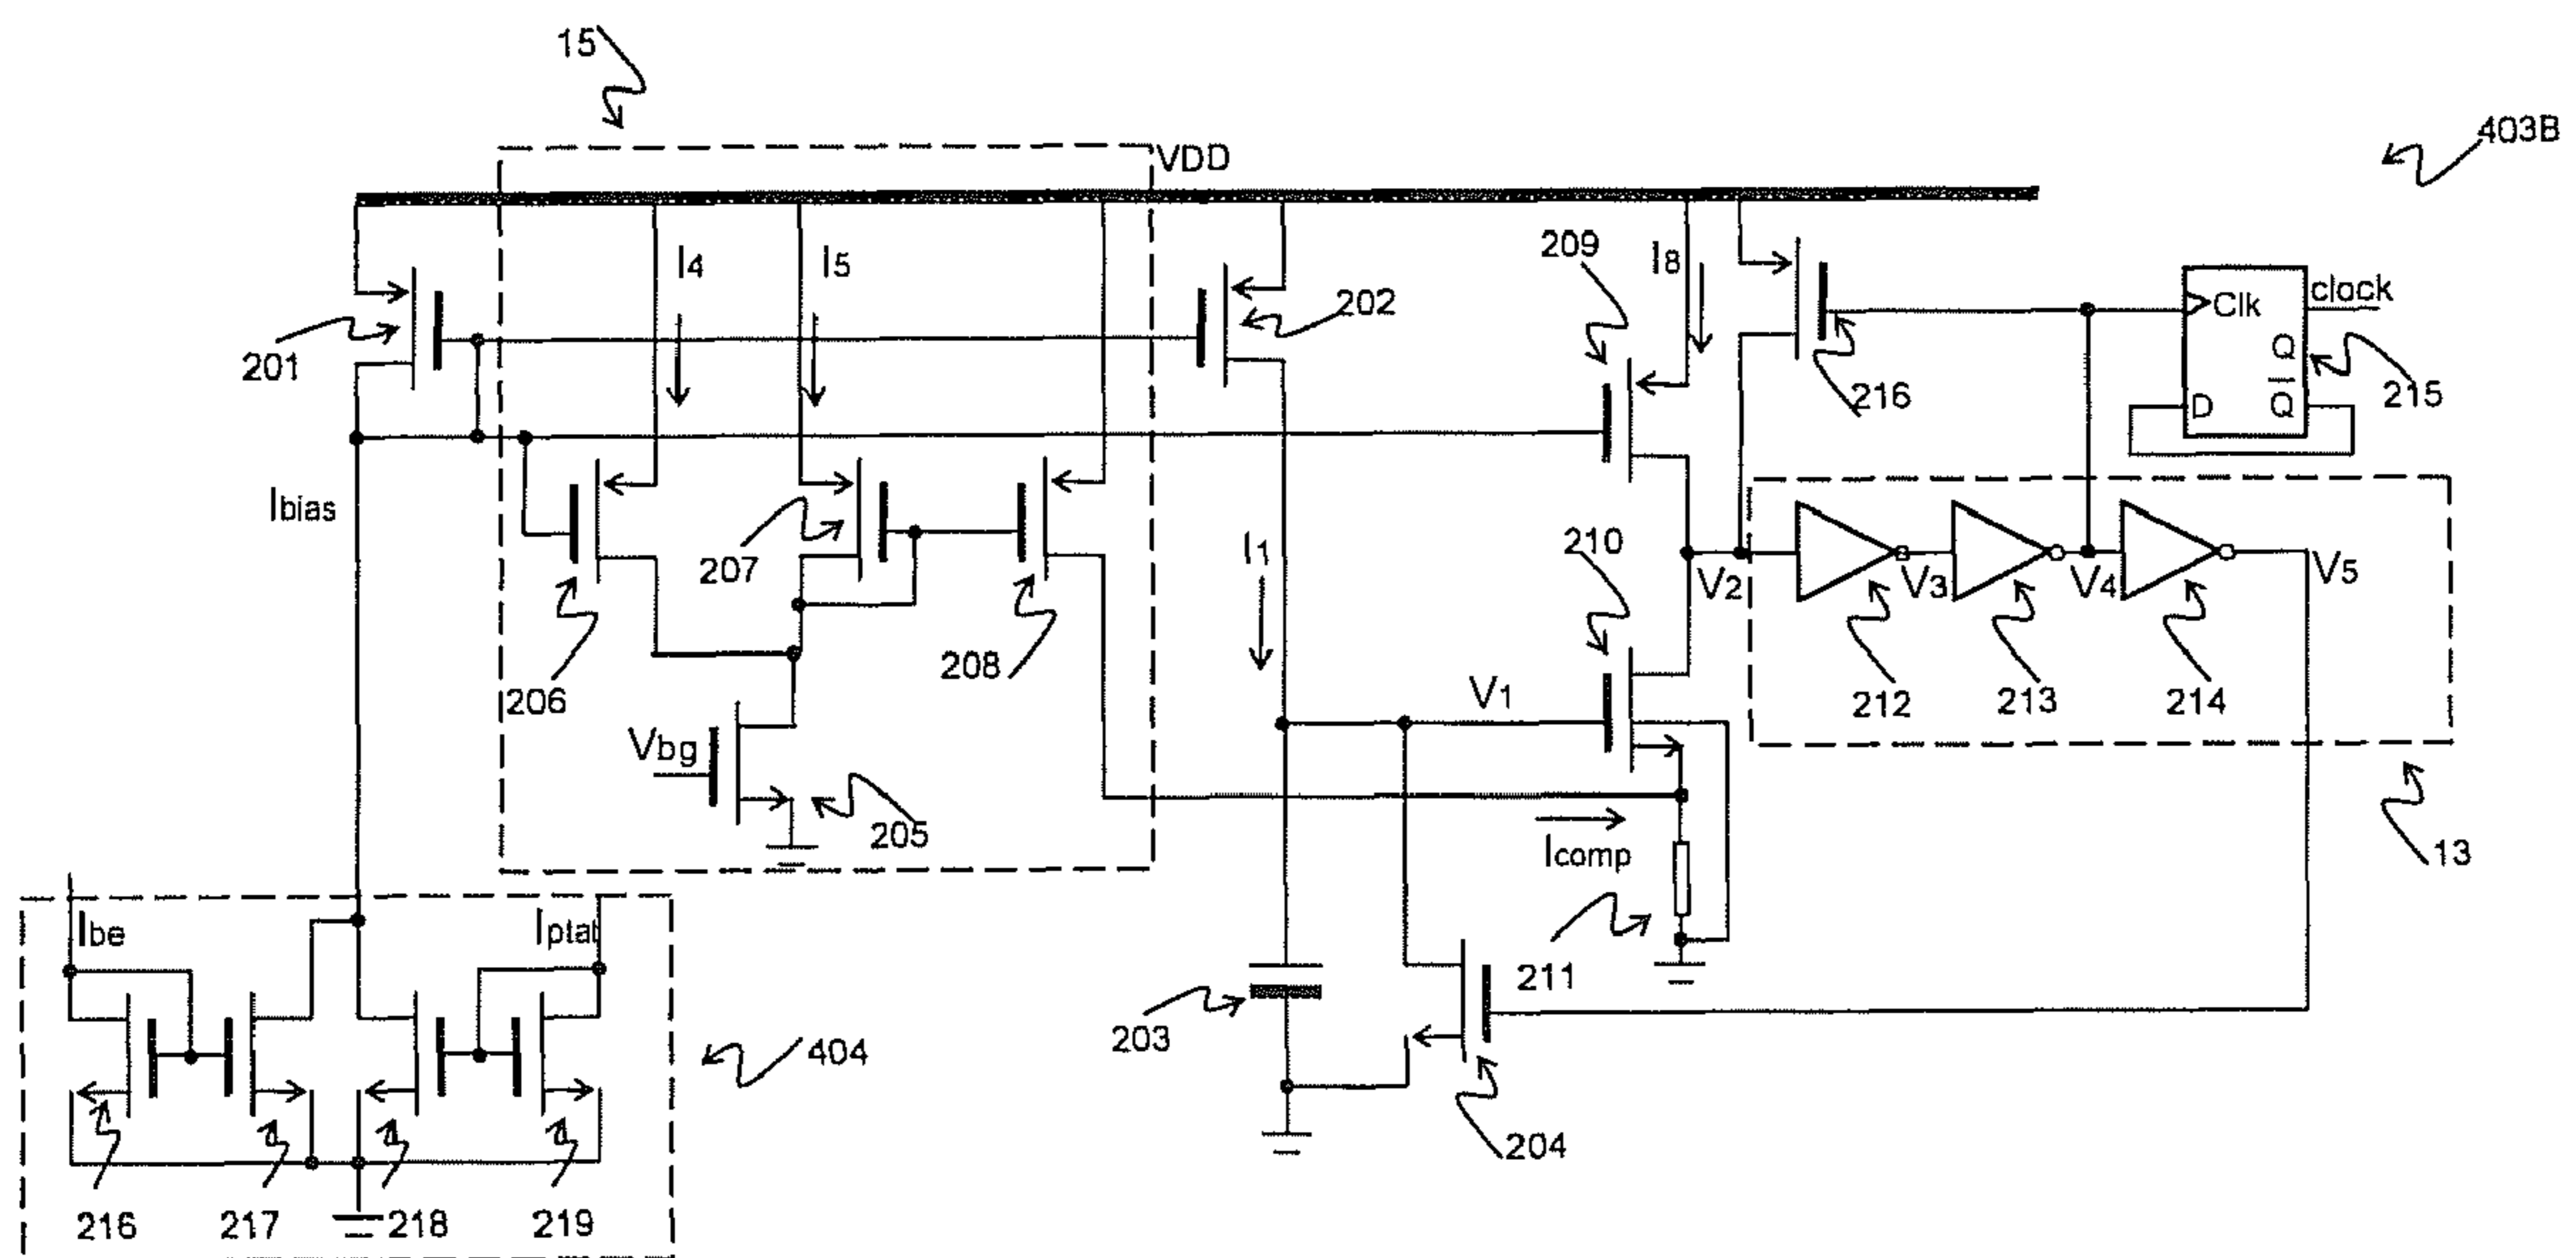 15
403B
VDD
I4
I5
209
I8
202
201
216
Clk
clock
Q
D
Q
215
Ibias
207
210
I1
V2
V3
V4
V5
206
208
212
213
214
V1
Vbg
205
Icomp
13
Ibe
Iptat
211
203
404
204
216
217
218
219